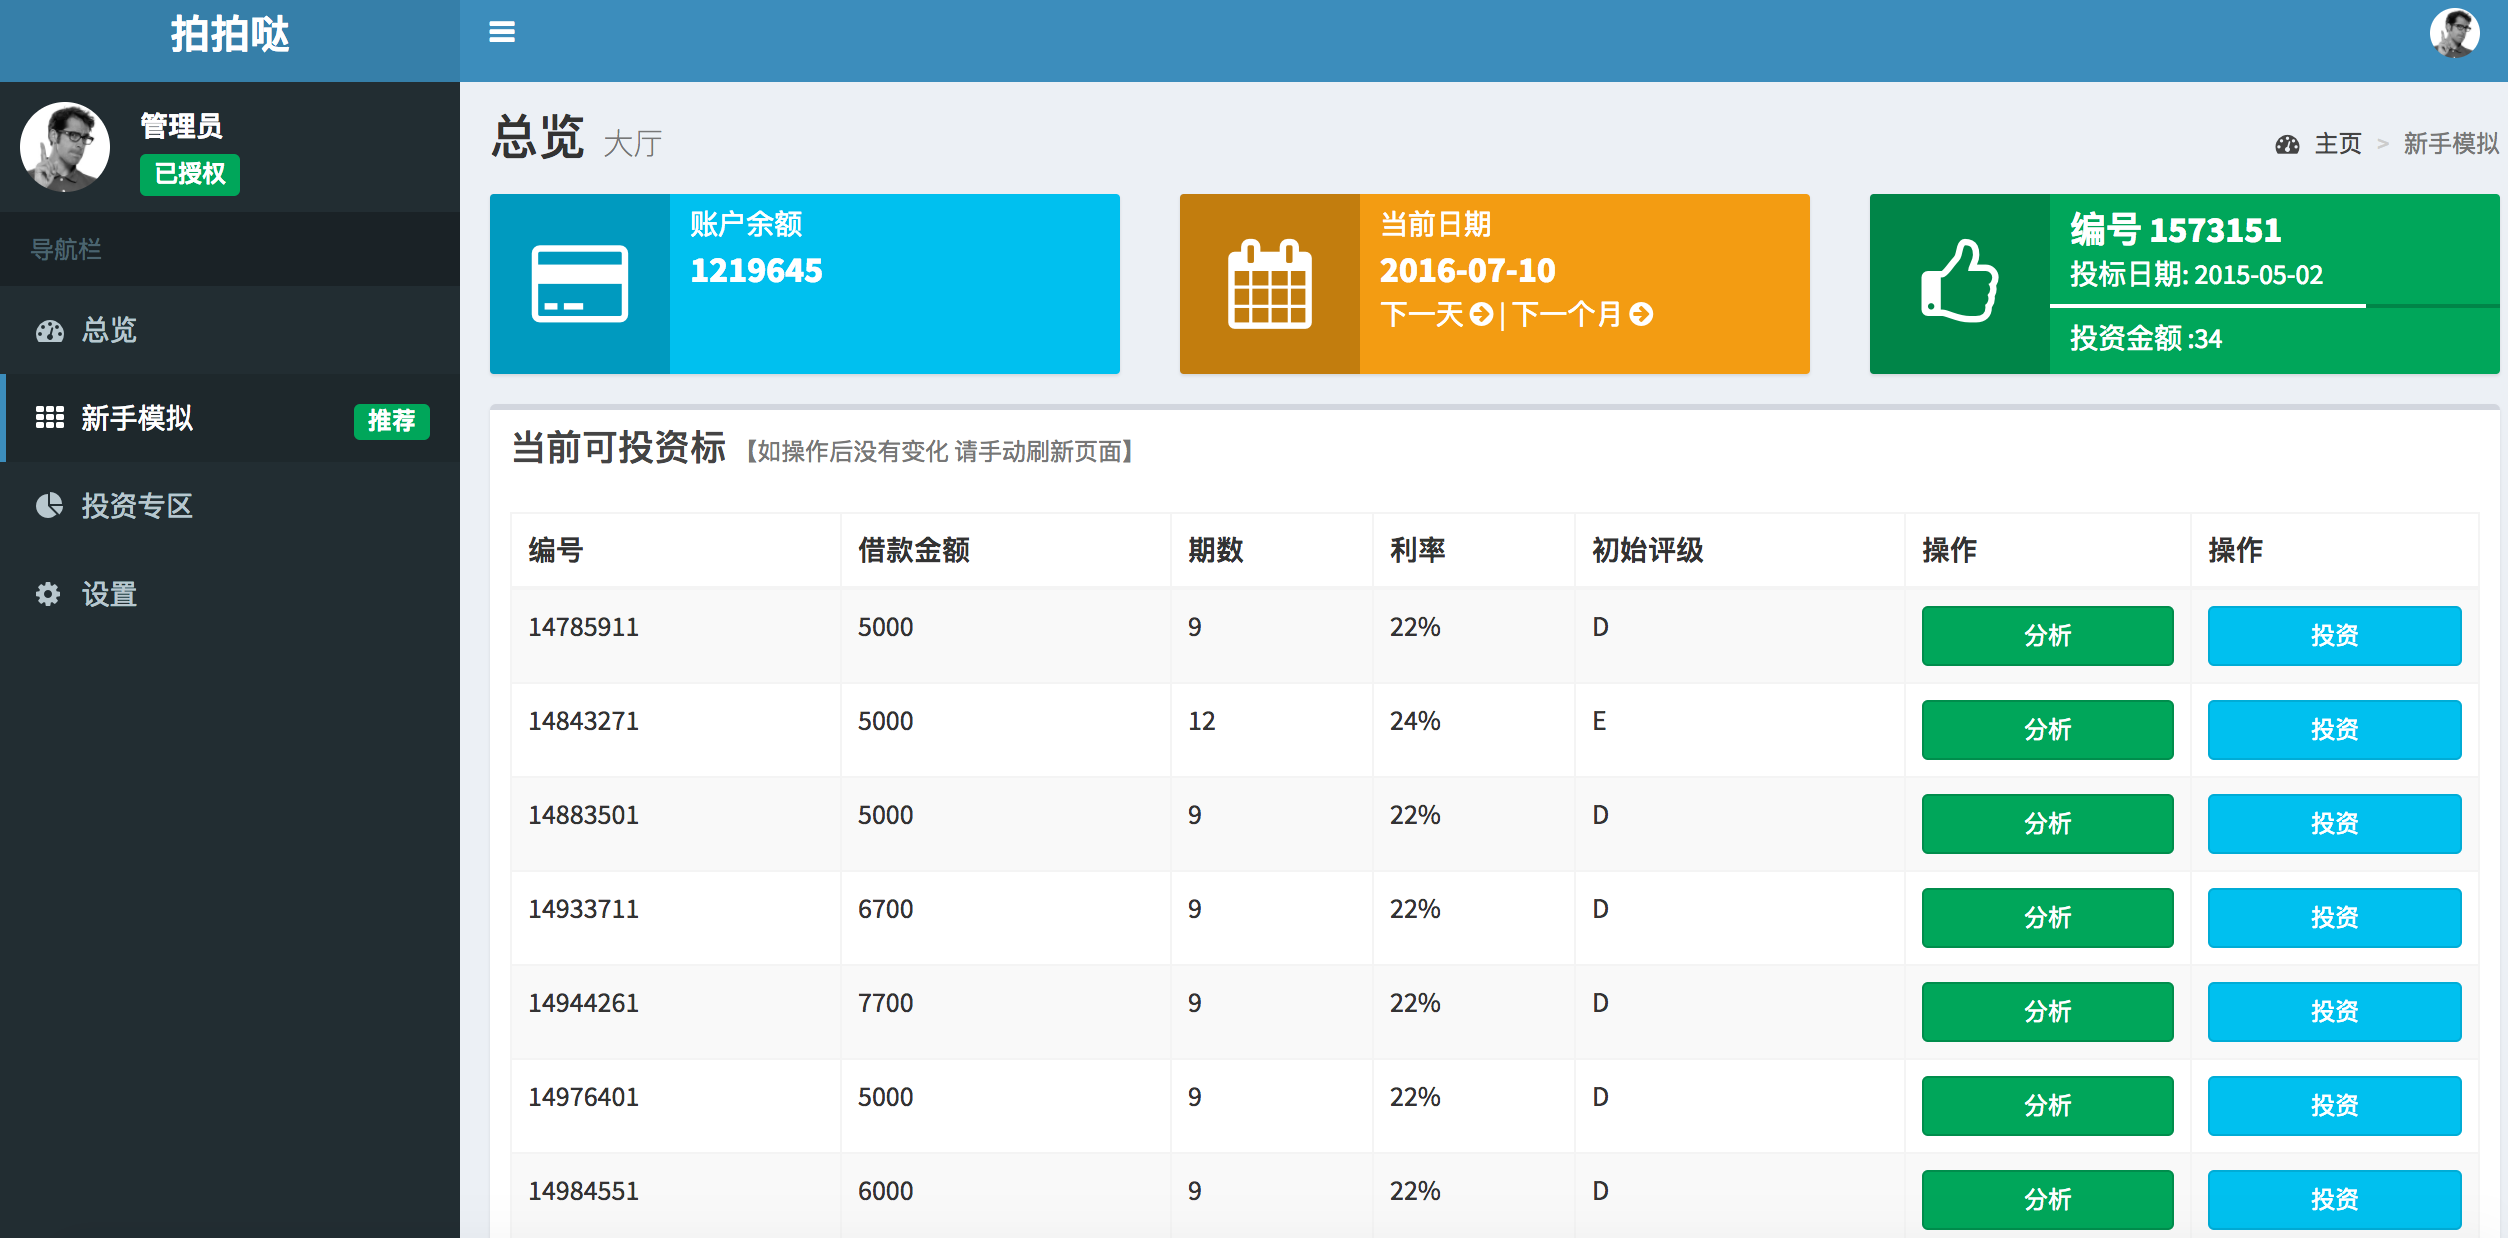 拍拍哒
管理员
已授权
导航栏
总览
新手模拟 推荐
投资专区
设置
总览 大厅
主页 > 新手模拟
账户余额
1219645
当前日期
2016-07-10
下一天 | 下一个月
编号 1573151
投标日期: 2015-05-02
投资金额 :34
当前可投资标 【如操作后没有变化 请手动刷新页面】
编号 借款金额 期数 利率 初始评级 操作 操作
14785911 5000 9 22% D 分析 投资
14843271 5000 12 24% E 分析 投资
14883501 5000 9 22% D 分析 投资
14933711 6700 9 22% D 分析 投资
14944261 7700 9 22% D 分析 投资
14976401 5000 9 22% D 分析 投资
14984551 6000 9 22% D 分析 投资